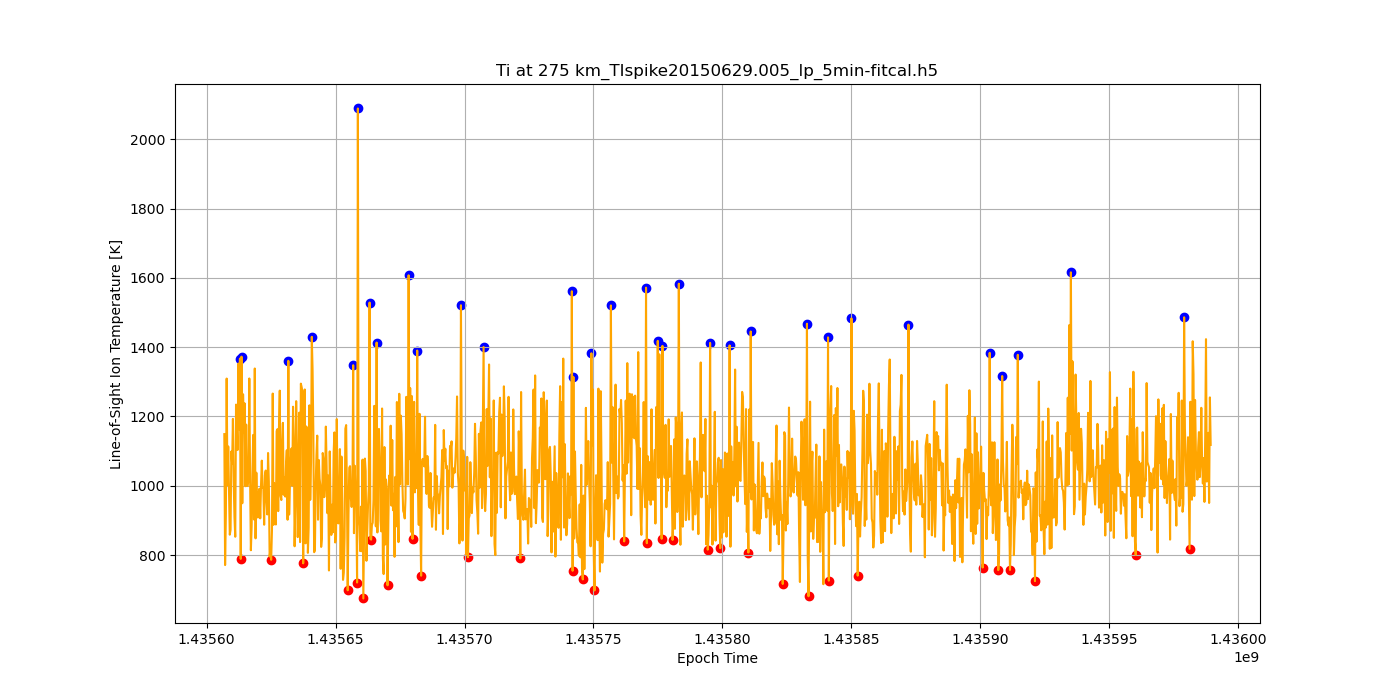 Ti at 275 km_TIspike20150629.005_lp_5min-fitcal.h5
Line-of-Sight Ion Temperature [K]
2000
1800
1600
1400
1200
1000
800
1.43560 1.43565 1.43570 1.43575 1.43580 1.43585 1.43590 1.43595 1.43600
1e9
Epoch Time